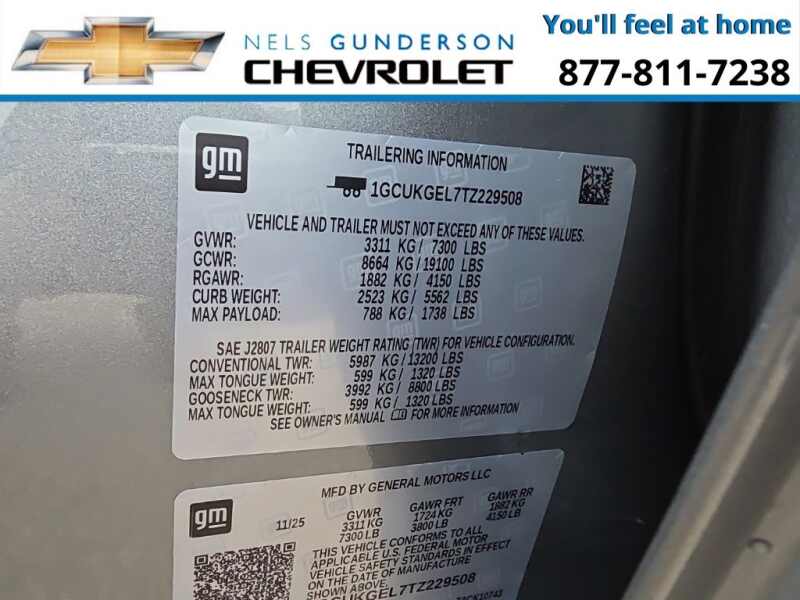 NELS GUNDERSON
CHEVROLET
You'll feel at home
877-811-7238
gm
TRAILERING INFORMATION
1GCUKGEL7TZ229508
VEHICLE AND TRAILER MUST NOT EXCEED ANY OF THESE VALUES.
GVWR: 3311 KG / 7300 LBS
GCWR: 8664 KG / 19100 LBS
RGAWR: 1882 KG / 4150 LBS
CURB WEIGHT: 2523 KG / 5562 LBS
MAX PAYLOAD: 788 KG / 1738 LBS
SAE J2807 TRAILER WEIGHT RATING (TWR) FOR VEHICLE CONFIGURATION.
CONVENTIONAL TWR: 5987 KG / 13200 LBS
MAX TONGUE WEIGHT: 599 KG / 1320 LBS
GOOSENECK TWR: 3992 KG / 8800 LBS
MAX TONGUE WEIGHT: 599 KG / 1320 LBS
SEE OWNER'S MANUAL FOR MORE INFORMATION
gm
MFD BY GENERAL MOTORS LLC
11/25 GVWR GAWR FRT GAWR RR
3311 KG 1724 KG 1882 KG
7300 LB 3800 LB 4150 LB
THIS VEHICLE CONFORMS TO ALL
APPLICABLE U.S. FEDERAL MOTOR
VEHICLE SAFETY STANDARDS IN EFFECT
ON THE DATE OF MANUFACTURE
GCUKGEL7TZ229508